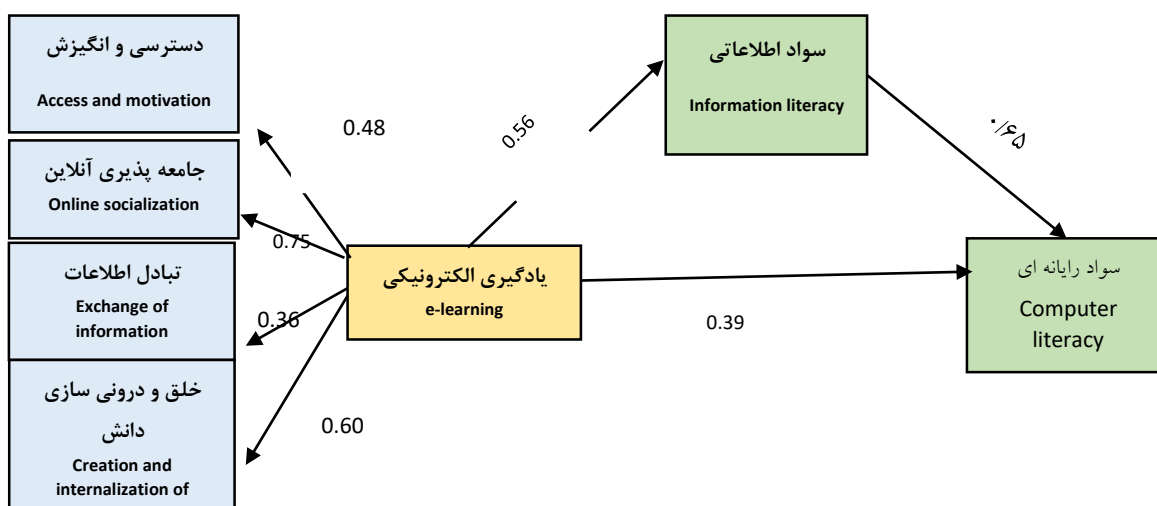 دسترسی و انگیزش
Access and motivation
جامعه پذیری آنلاین
Online socialization
تبادل اطلاعات
Exchange of
information
خلق و درونی سازی
دانش
Creation and
internalization of
0.48
0.75
0.36
0.60
یادگیری الکترونیکی
e-learning
0.56
سواد اطلاعاتی
Information literacy
۰/۶۵
0.39
سواد رایانه ای
Computer
literacy